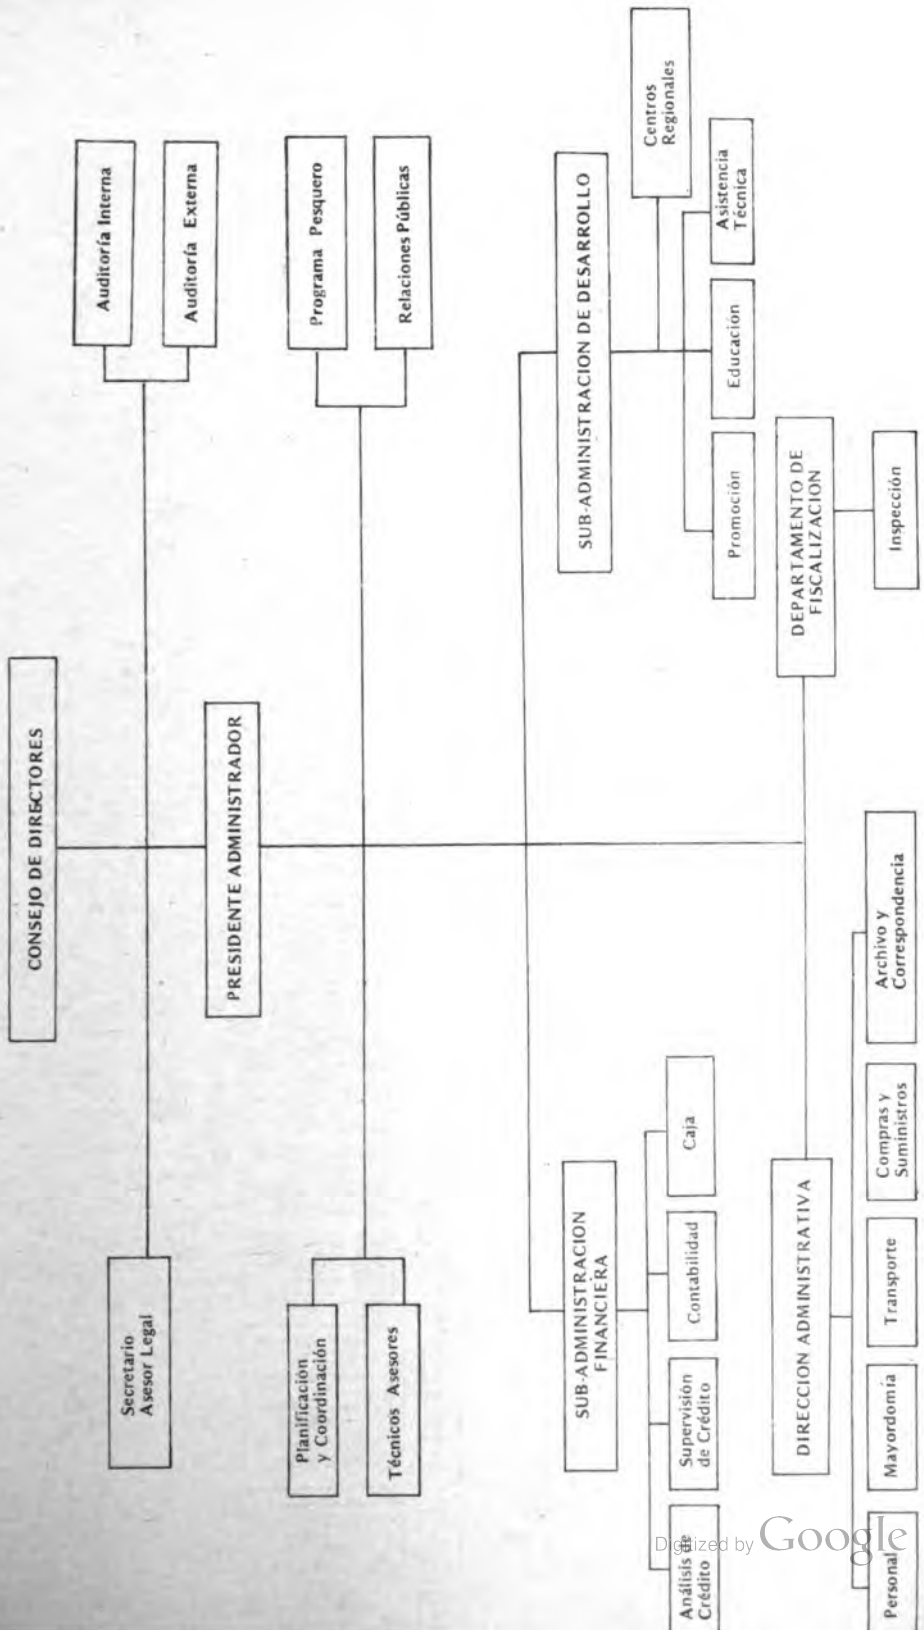 CONSEJO DE DIRECTORES
Secretario
Asesor Legal
Auditoría Interna
Auditoría Externa
PRESIDENTE ADMINISTRADOR
Planificación
y Coordinación
Técnicos Asesores
Programa Pesquero
Relaciones Públicas
SUB-ADMINISTRACION
FINANCIERA
SUB-ADMINISTRACION DE DESARROLLO
Centros
Regionales
Análisis de
Crédito
Supervisión
de Crédito
Contabilidad
Caja
Promoción
Educación
Asistencia
Técnica
DIRECCION ADMINISTRATIVA
DEPARTAMENTO DE
FISCALIZACION
Personal
Mayordomía
Transporte
Compras y
Suministros
Archivo y
Correspondencia
Inspección
Digitized by Google